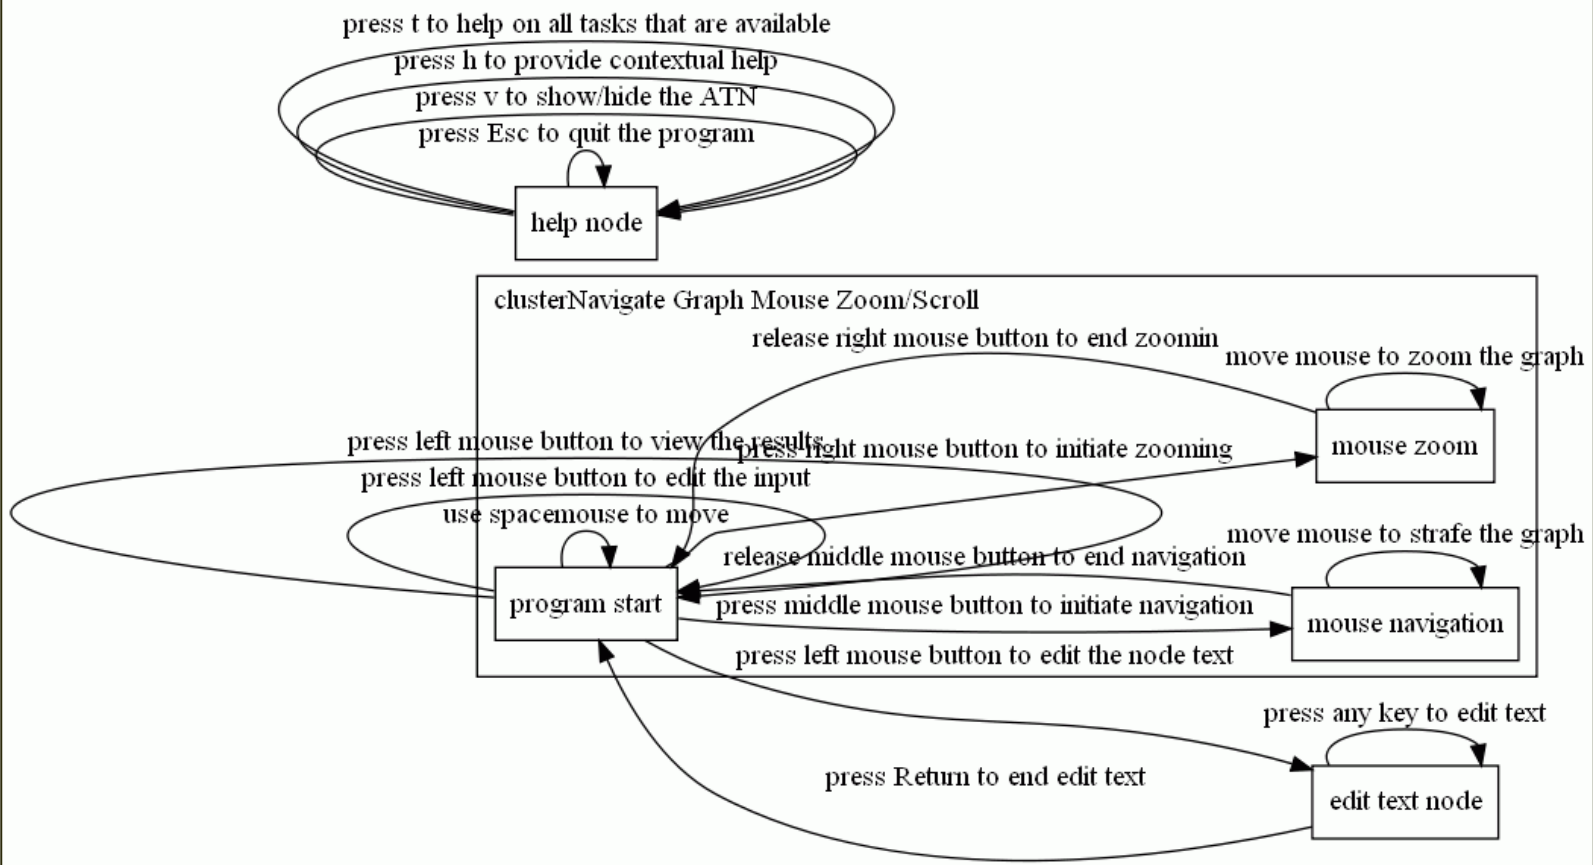 press t to help on all tasks that are available
press h to provide contextual help
press v to show/hide the ATN
press Esc to quit the program
help node
clusterNavigate Graph Mouse Zoom/Scroll
release right mouse button to end zoomin
move mouse to zoom the graph
press left mouse button to view the results
press right mouse button to initiate zooming
mouse zoom
press left mouse button to edit the input
use spacemouse to move
move mouse to strafe the graph
release middle mouse button to end navigation
program start
press middle mouse button to initiate navigation
mouse navigation
press left mouse button to edit the node text
press any key to edit text
press Return to end edit text
edit text node